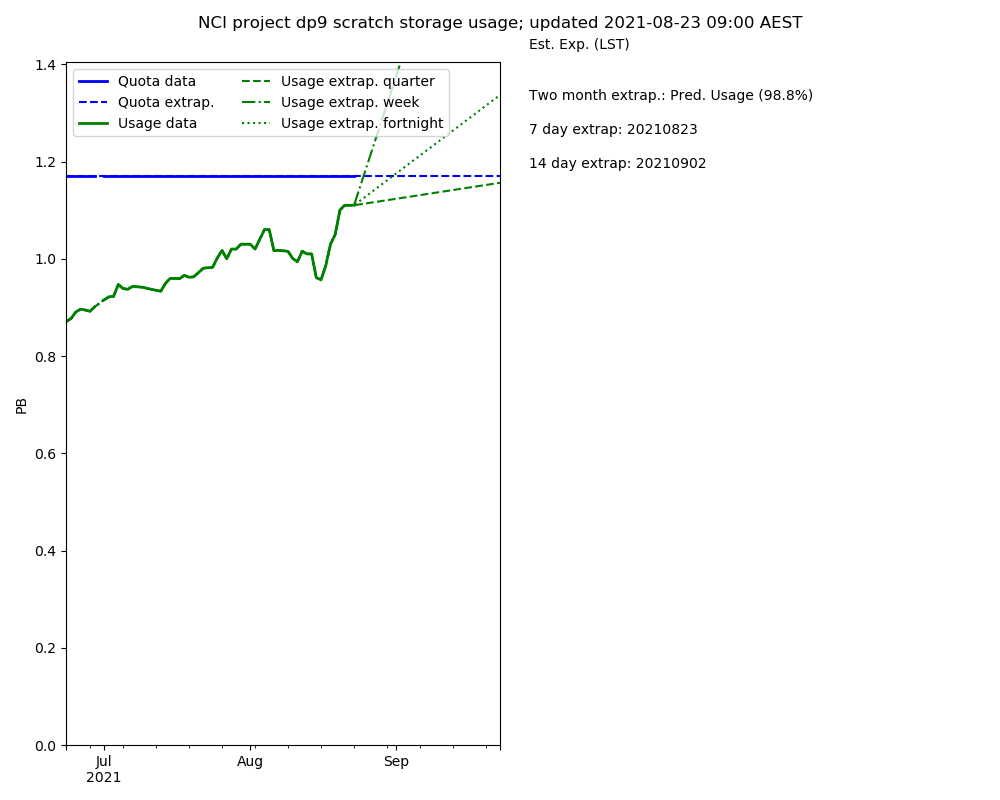 NCI project dp9 scratch storage usage; updated 2021-08-23 09:00 AEST
Est. Exp. (LST)
Two month extrap.: Pred. Usage (98.8%)
7 day extrap: 20210823
14 day extrap: 20210902
Quota data
Quota extrap.
Usage data
Usage extrap. quarter
Usage extrap. week
Usage extrap. fortnight
1.4
1.2
1.0
0.8
0.6
0.4
0.2
0.0
PB
Jul
2021
Aug
Sep